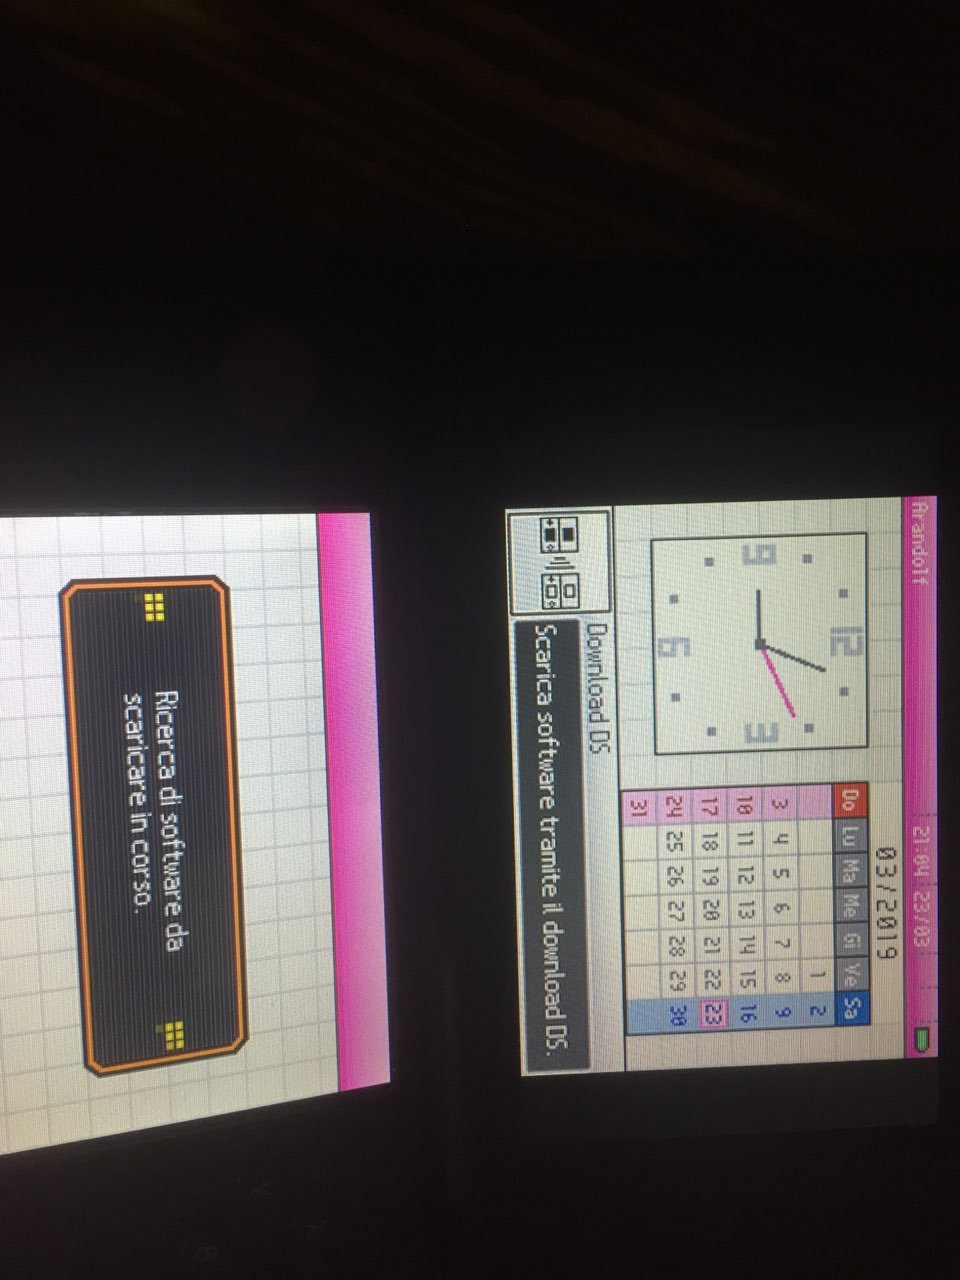 Arandolf 21:04 23/03
12
9 3
6
03/2019
Do Lu Ma Me Gi Ve Sa
1 2
3 4 5 6 7 8 9
10 11 12 13 14 15 16
17 18 19 20 21 22 23
24 25 26 27 28 29 30
31
Download DS
Scarica software tramite il download DS.
Ricerca di software da
scaricare in corso.